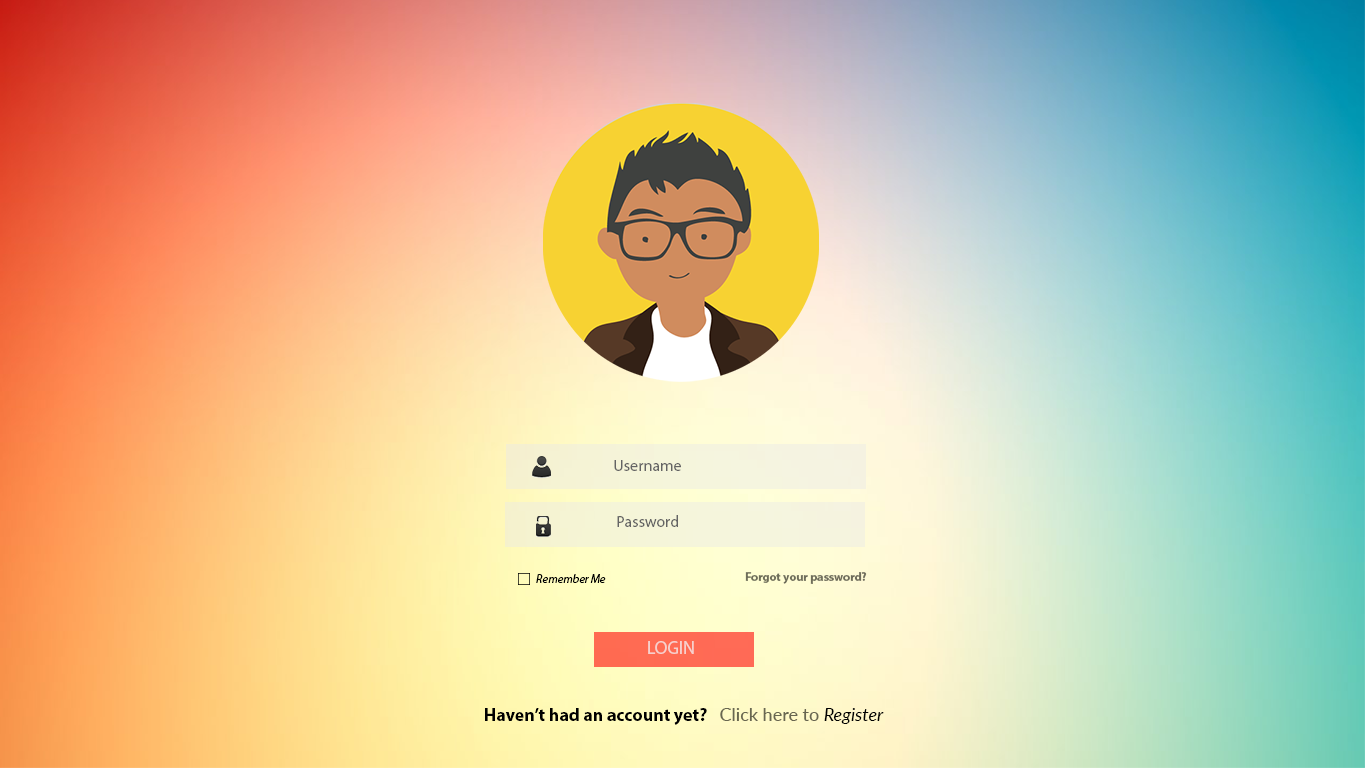 Username
Password
Remember Me
Forgot your password?
LOGIN
Haven’t had an account yet? Click here to Register